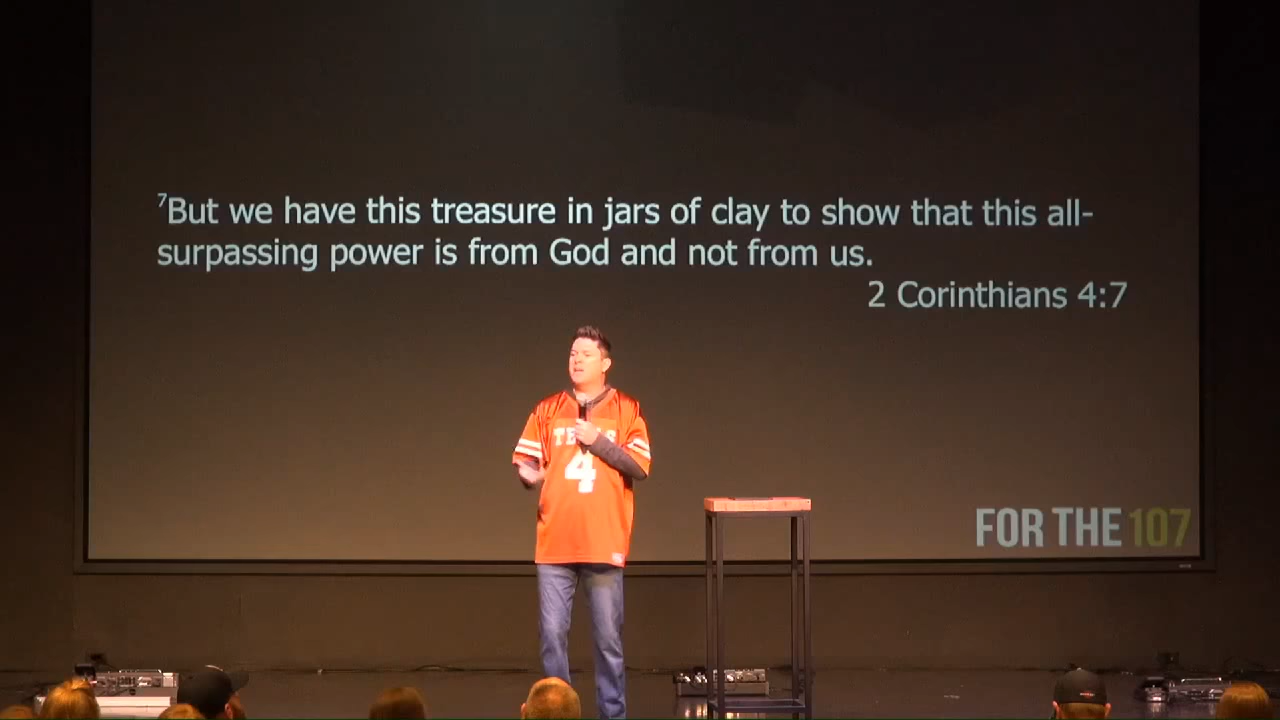 ⁷But we have this treasure in jars of clay to show that this all-
surpassing power is from God and not from us.
2 Corinthians 4:7
TEXAS
4
FOR THE 107